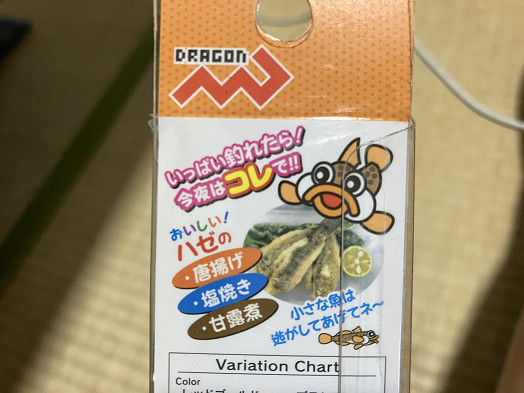 DRAGON
いっぱい釣れたら!
今夜はコレで!!
おいしい!
ハゼの
・唐揚げ
・塩焼き
・甘露煮
小さな魚は
逃がしてあげてネ〜
Variation Chart
Color